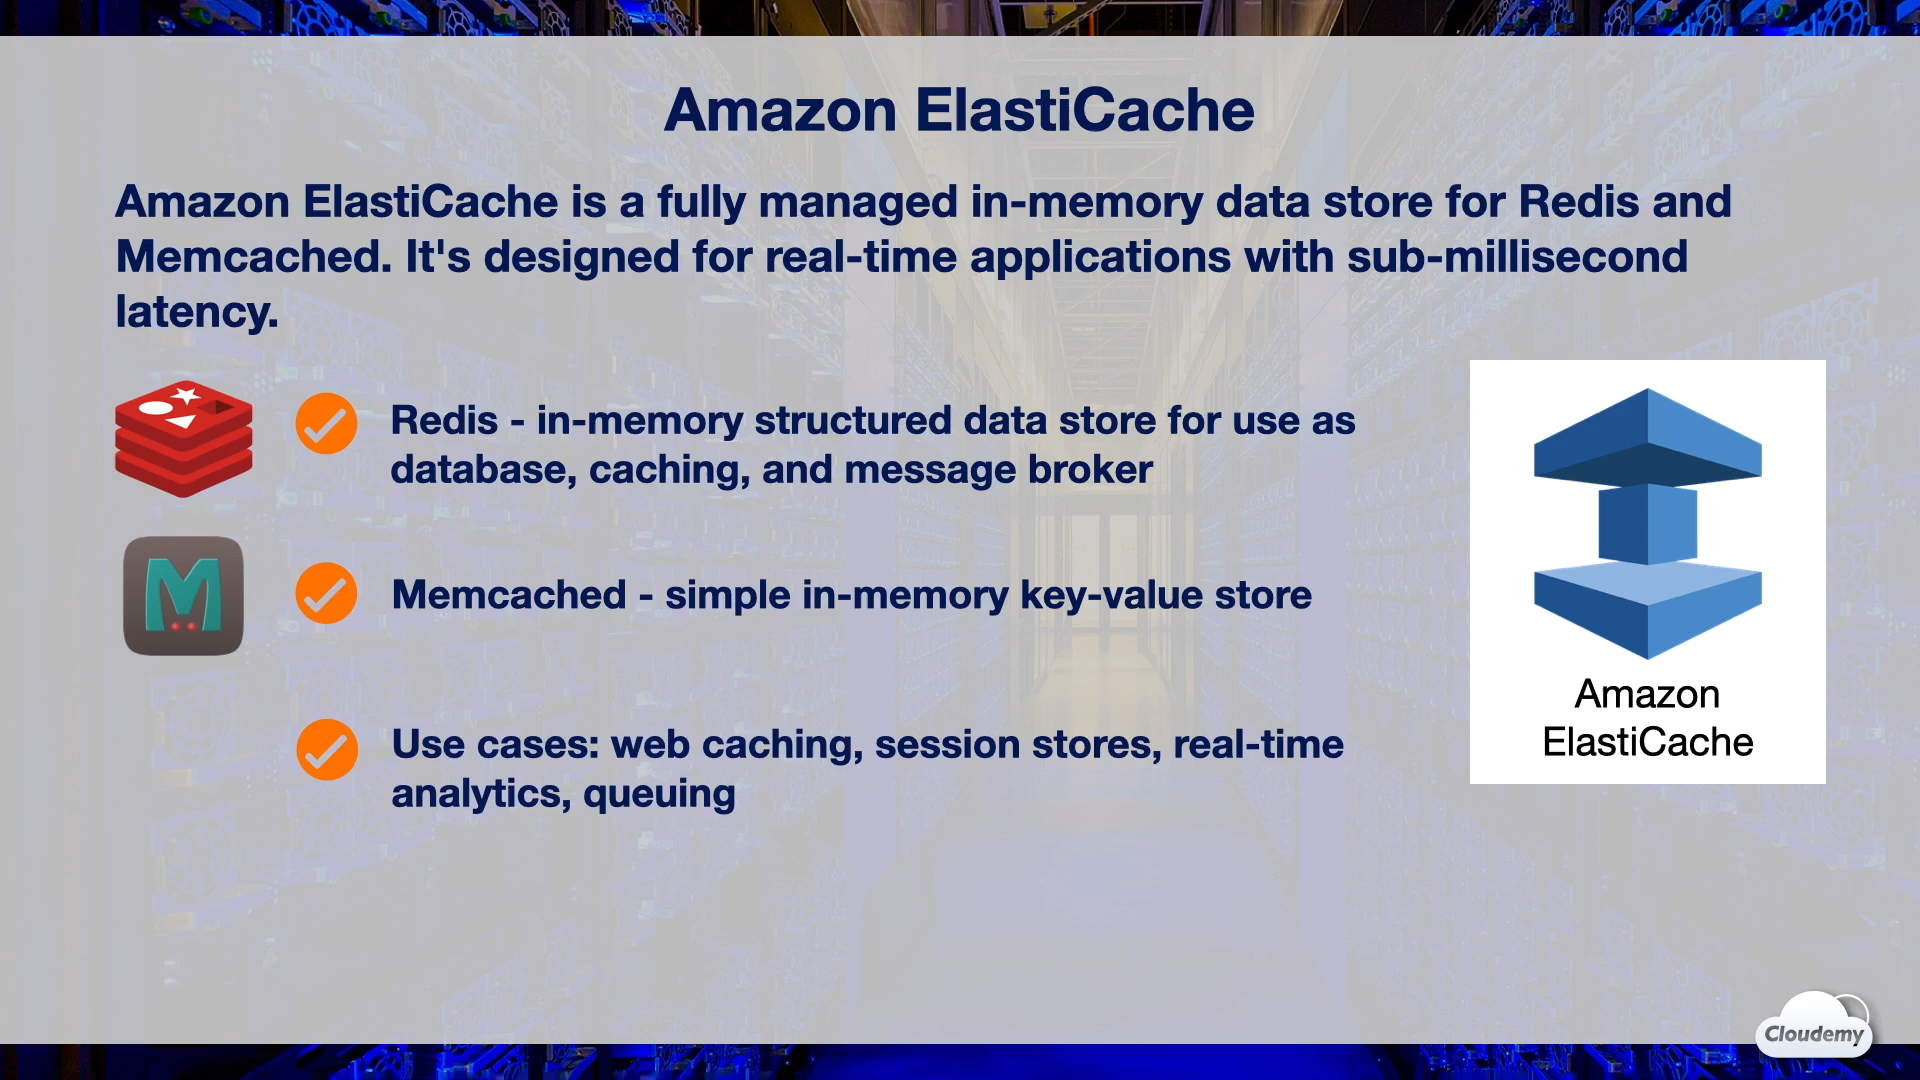 Amazon ElastiCache
Amazon ElastiCache is a fully managed in-memory data store for Redis and
Memcached. It's designed for real-time applications with sub-millisecond
latency.
Redis - in-memory structured data store for use as
database, caching, and message broker
Memcached - simple in-memory key-value store
Use cases: web caching, session stores, real-time
analytics, queuing
Amazon
ElastiCache
Cloudemy